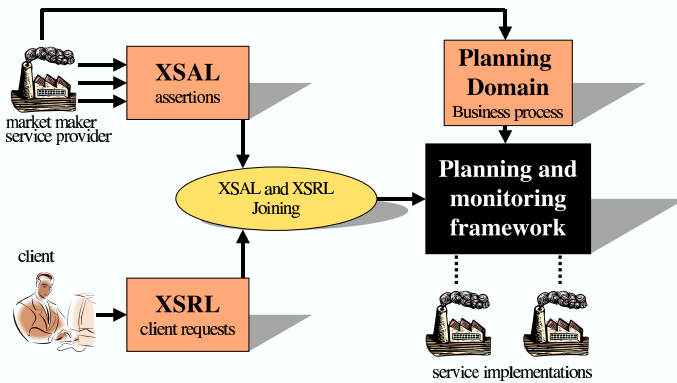 XSAL
assertions
market maker
service provider
Planning
Domain
Business process
XSAL and XSRL
Joining
Planning and
monitoring
framework
client
XSRL
client requests
service implementations